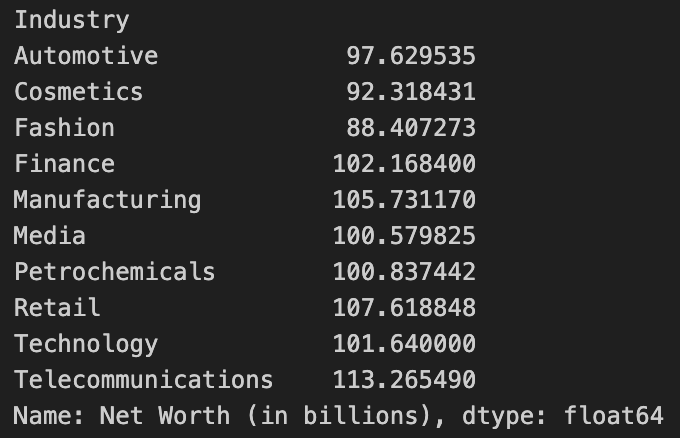 Industry
Automotive             97.629535
Cosmetics              92.318431
Fashion                88.407273
Finance               102.168400
Manufacturing         105.731170
Media                 100.579825
Petrochemicals        100.837442
Retail                107.618848
Technology            101.640000
Telecommunications    113.265490
Name: Net Worth (in billions), dtype: float64